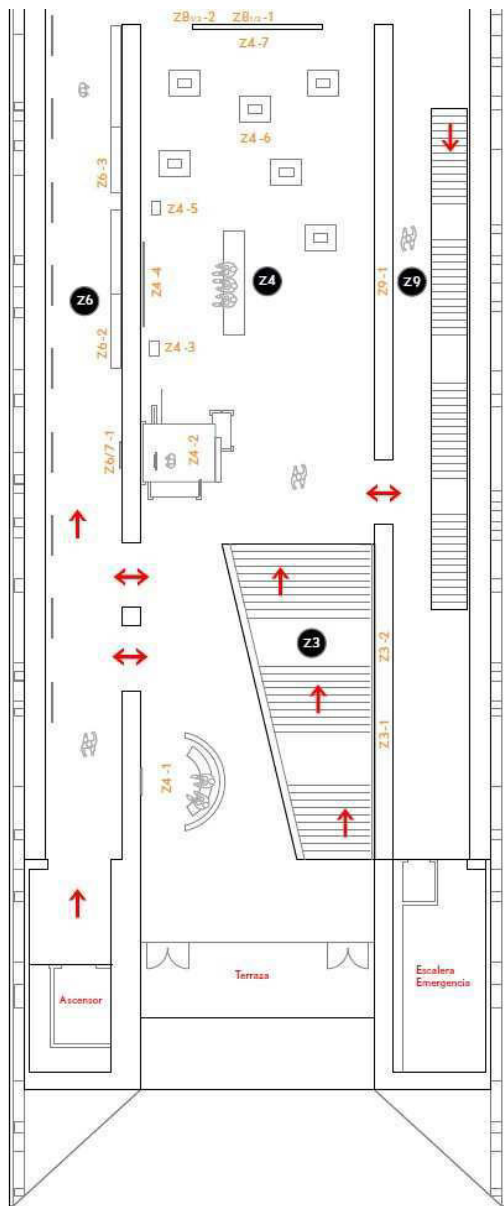 Z8 1/2-2
Z8 1/2-1
Z4-7
Z4-6
Z6-3
Z4-5
Z4-4
Z6
Z4
Z9-1
Z9
Z4-3
Z6-2
Z6/7-1
Z4-2
Z3
Z3-2
Z3-1
Z4-1
Terraza
Ascensor
Escalera
Emergencia